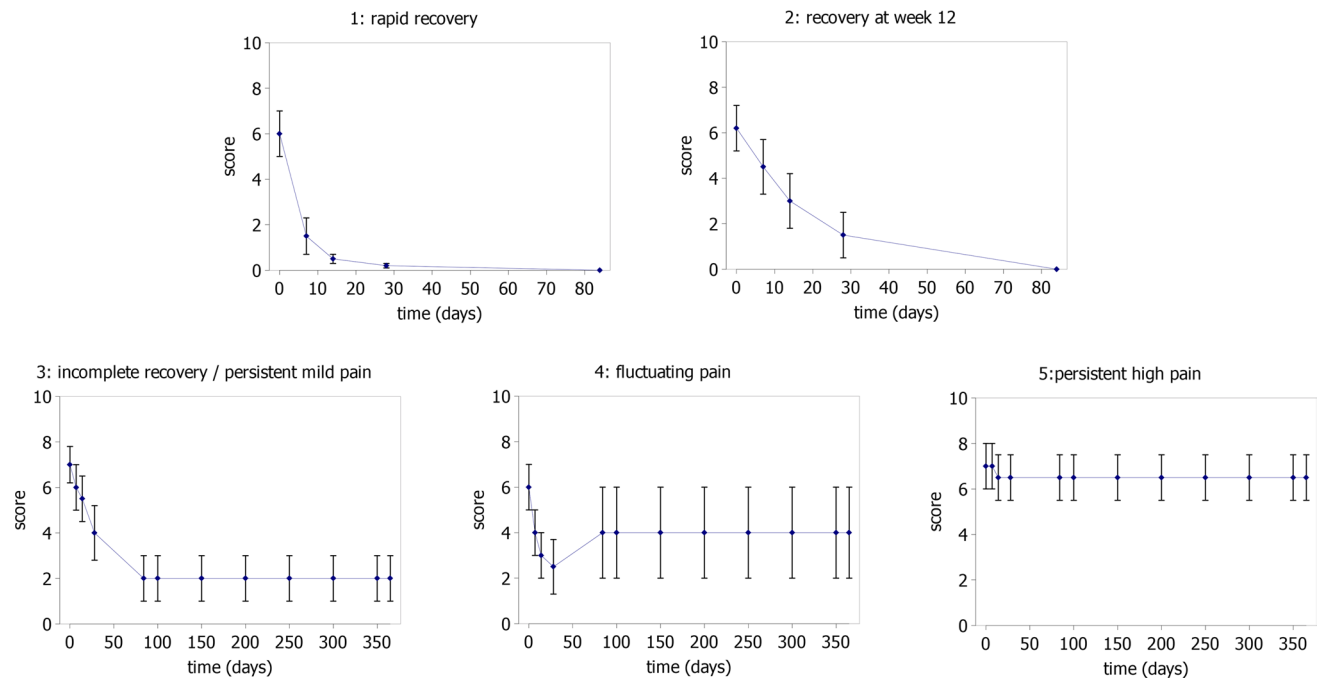 1: rapid recovery
10
8
6
4
2
0
score
0 10 20 30 40 50 60 70 80
time (days)
2: recovery at week 12
10
8
6
4
2
0
score
0 10 20 30 40 50 60 70 80
time (days)
3: incomplete recovery / persistent mild pain
10
8
6
4
2
0
score
0 50 100 150 200 250 300 350
time (days)
4: fluctuating pain
10
8
6
4
2
0
score
0 50 100 150 200 250 300 350
time (days)
5:persistent high pain
10
8
6
4
2
0
score
0 50 100 150 200 250 300 350
time (days)